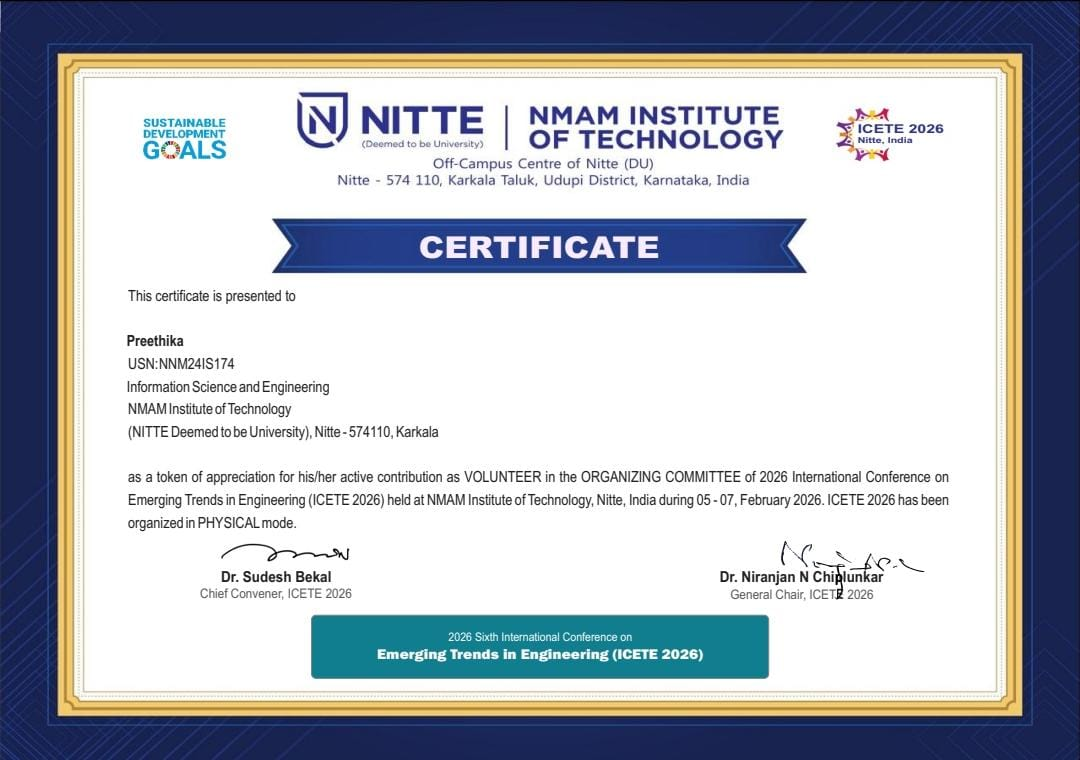 SUSTAINABLE
DEVELOPMENT
GOALS
N NITTE
(Deemed to be University)
NMAM INSTITUTE
OF TECHNOLOGY
ICETE 2026
Nitte, India
Off-Campus Centre of Nitte (DU)
Nitte - 574 110, Karkala Taluk, Udupi District, Karnataka, India
CERTIFICATE
This certificate is presented to
Preethika
USN:NNM24IS174
Information Science and Engineering
NMAM Institute of Technology
(NITTE Deemed to be University), Nitte - 574110, Karkala
as a token of appreciation for his/her active contribution as VOLUNTEER in the ORGANIZING COMMITTEE of 2026 International Conference on
Emerging Trends in Engineering (ICETE 2026) held at NMAM Institute of Technology, Nitte, India during 05 - 07, February 2026. ICETE 2026 has been
organized in PHYSICAL mode.
Dr. Sudesh Bekal
Chief Convener, ICETE 2026
Dr. Niranjan N Chiplunkar
General Chair, ICETE 2026
2026 Sixth International Conference on
Emerging Trends in Engineering (ICETE 2026)